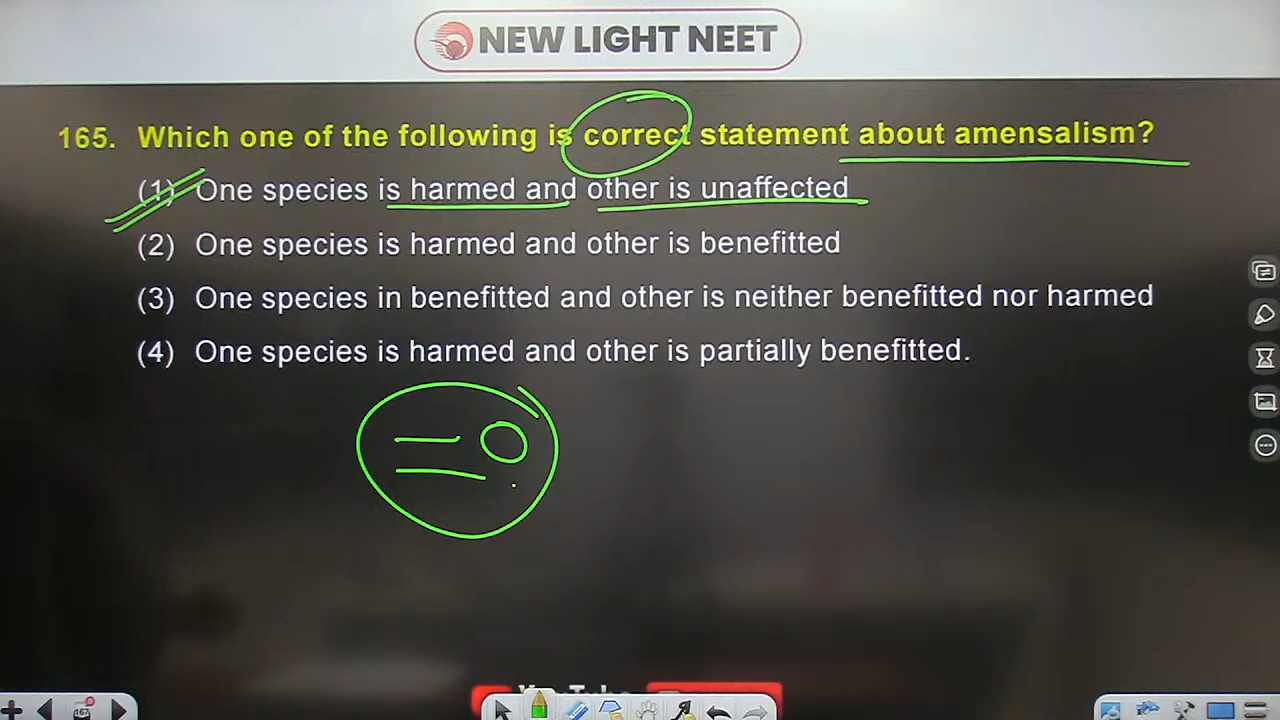 NEW LIGHT NEET
165. Which one of the following is correct statement about amensalism?
(1) One species is harmed and other is unaffected
(2) One species is harmed and other is benefitted
(3) One species in benefitted and other is neither benefitted nor harmed
(4) One species is harmed and other is partially benefitted.
– 0
167